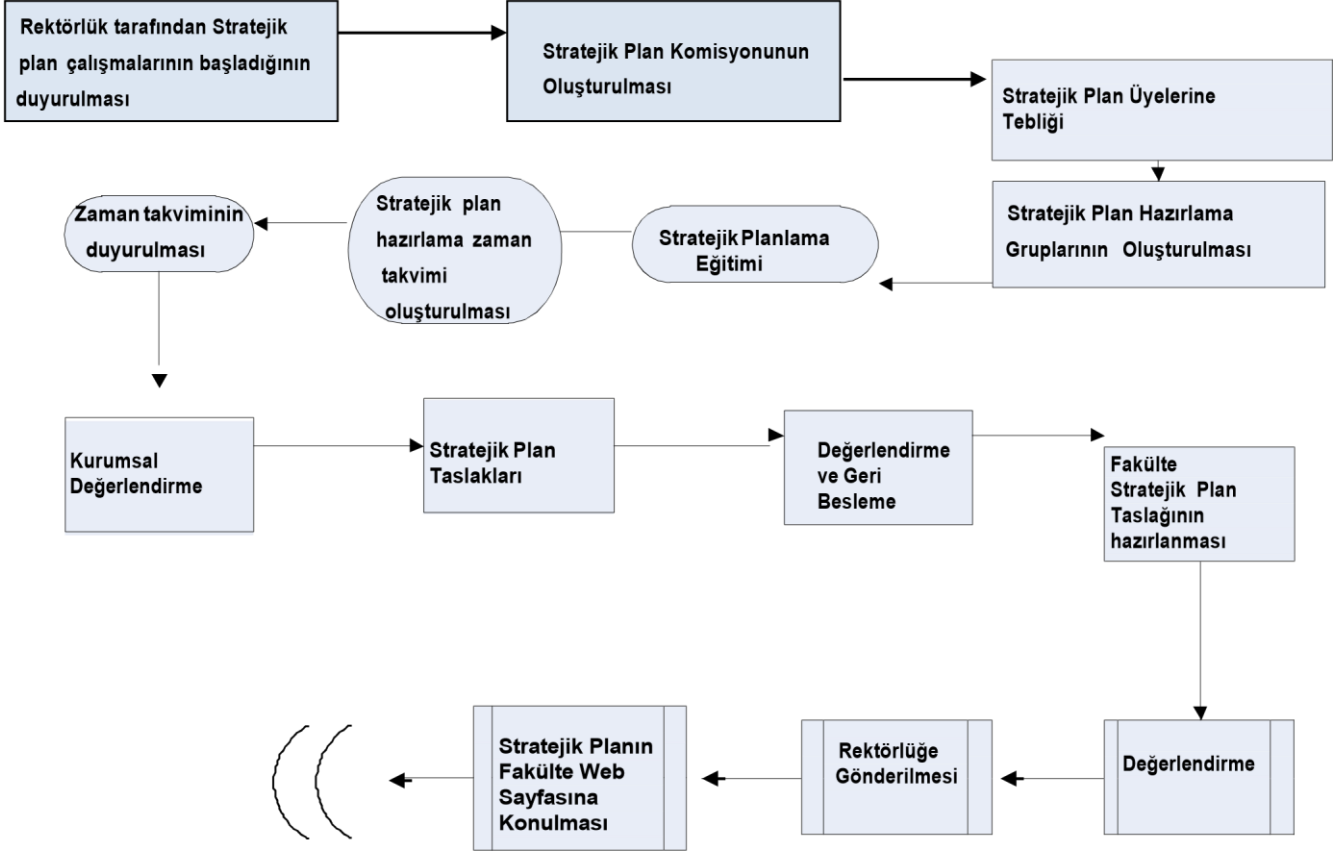 Rektörlük tarafından Stratejik
plan çalışmalarının başladığının
duyurulması
Stratejik Plan Komisyonunun
Oluşturulması
Stratejik Plan Üyelerine
Tebliği
Stratejik Plan Hazırlama
Gruplarının Oluşturulması
Stratejik Planlama
Eğitimi
Stratejik plan
hazırlama zaman
takvimi
oluşturulması
Zaman takviminin
duyurulması
Kurumsal
Değerlendirme
Stratejik Plan
Taslakları
Değerlendirme
ve Geri
Besleme
Fakülte
Stratejik Plan
Taslağının
hazırlanması
Değerlendirme
Rektörlüğe
Gönderilmesi
Stratejik Planın
Fakülte Web
Sayfasına
Konulması